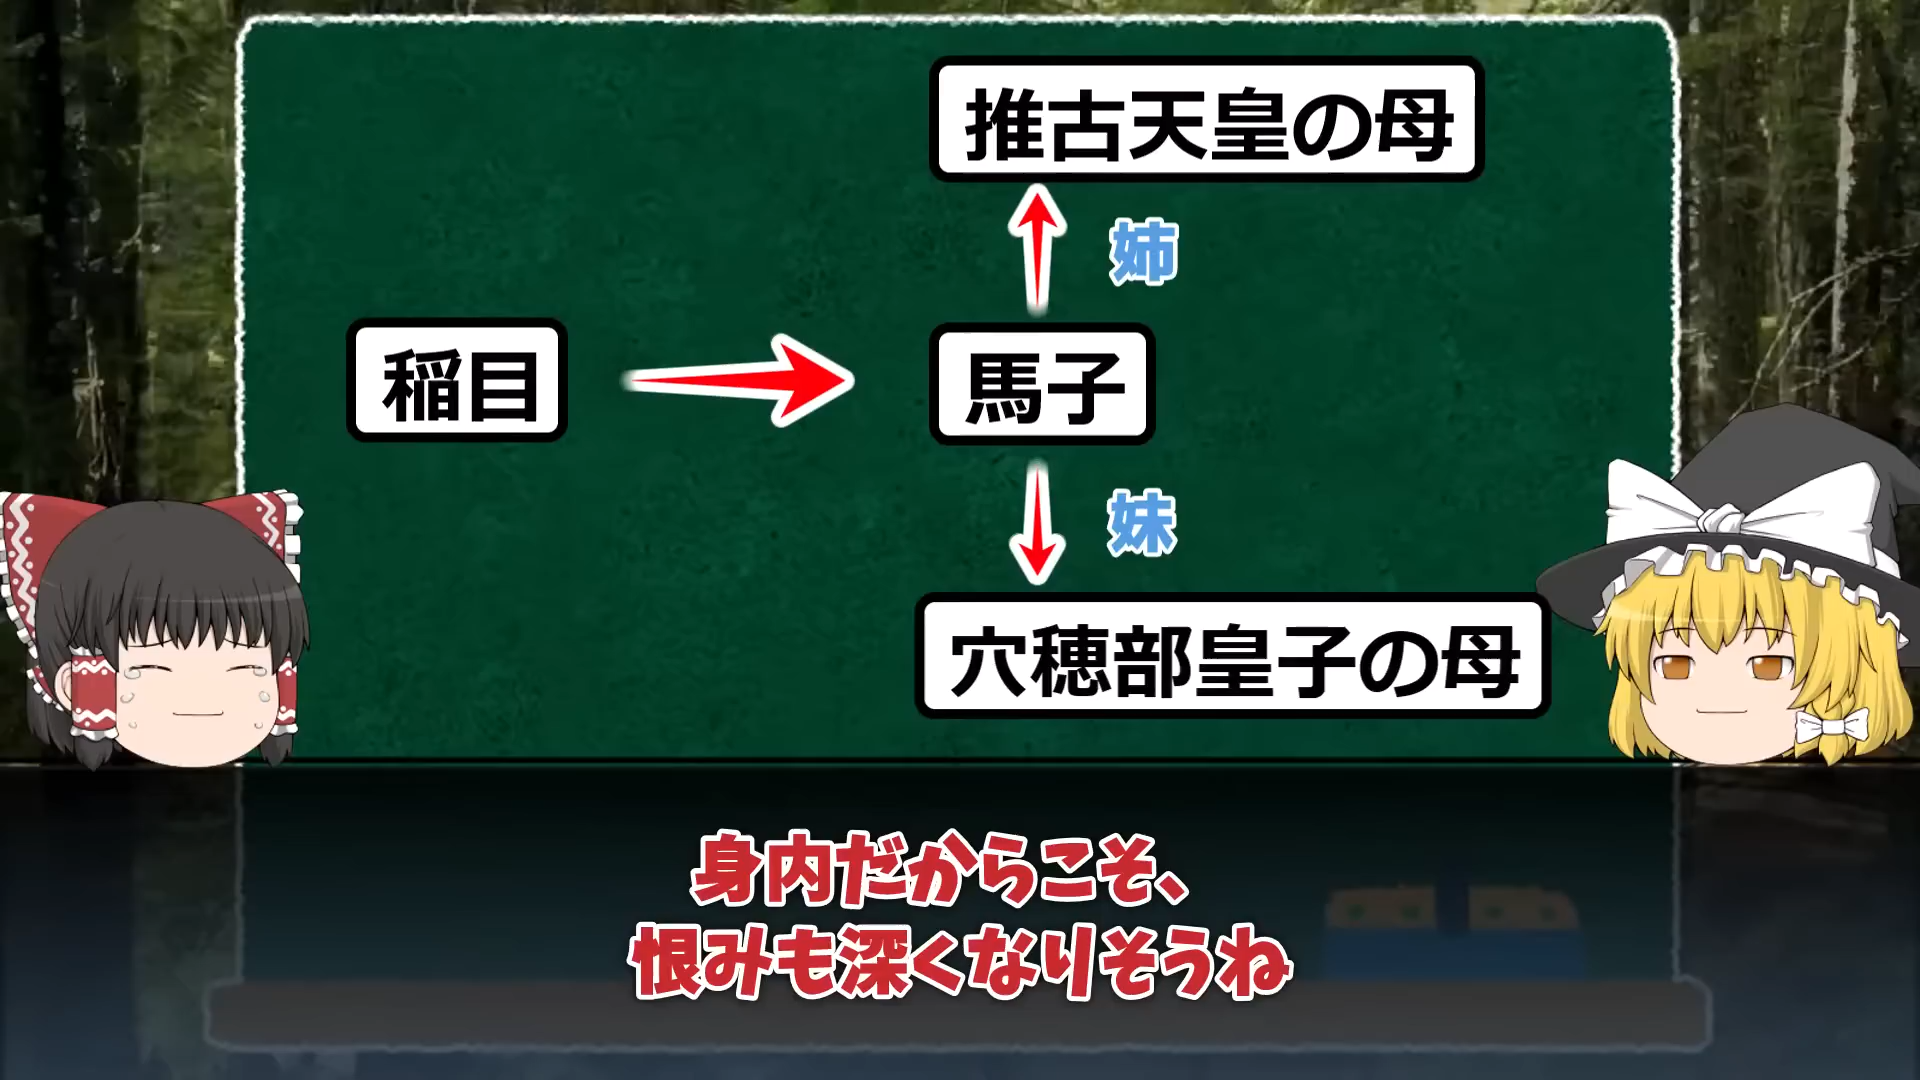 推古天皇の母
姉
稲目
馬子
妹
穴穂部皇子の母
身内だからこそ、
恨みも深くなりそうね